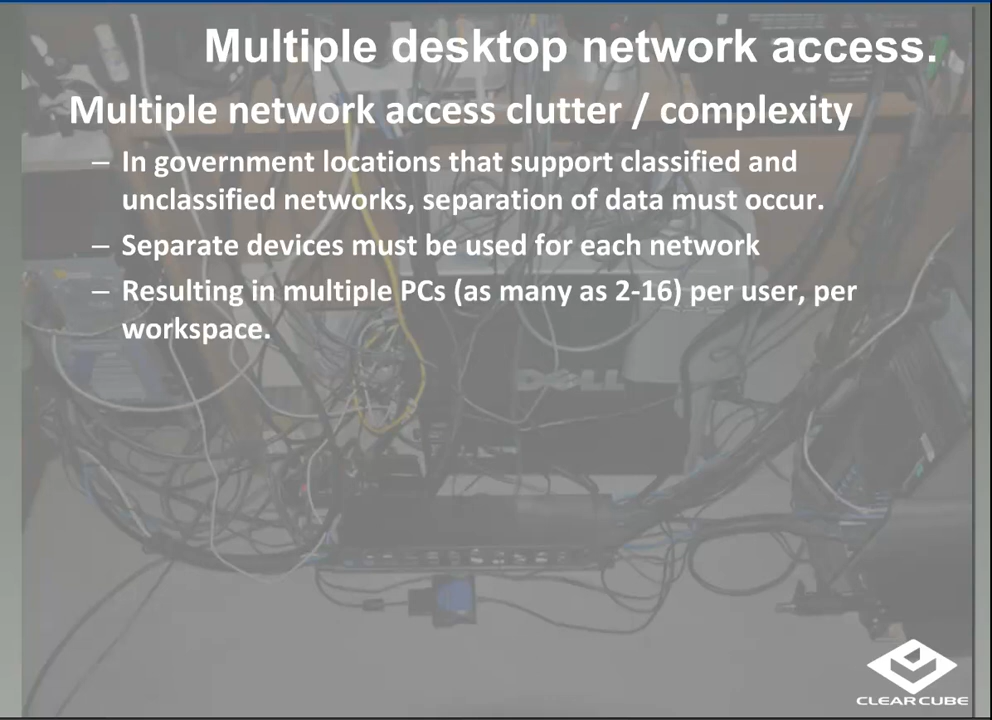 Multiple desktop network access.
Multiple network access clutter / complexity
– In government locations that support classified and
unclassified networks, separation of data must occur.
– Separate devices must be used for each network
– Resulting in multiple PCs (as many as 2-16) per user, per
workspace.
DELL
CLEARCUBE